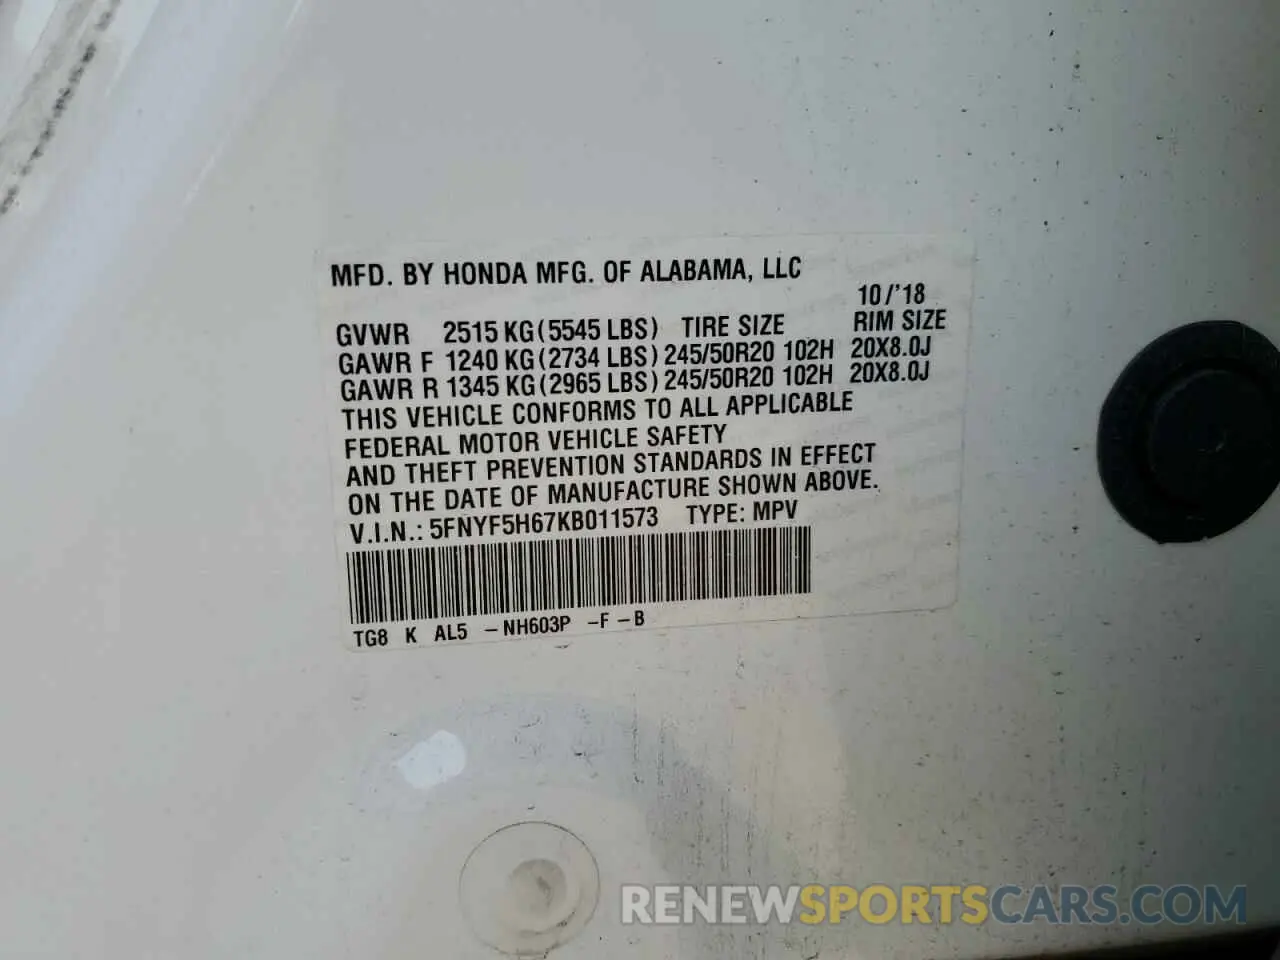 MFD. BY HONDA MFG. OF ALABAMA, LLC
10/'18
GVWR 2515 KG (5545 LBS) TIRE SIZE RIM SIZE
GAWR F 1240 KG (2734 LBS) 245/50R20 102H 20X8.0J
GAWR R 1345 KG (2965 LBS) 245/50R20 102H 20X8.0J
THIS VEHICLE CONFORMS TO ALL APPLICABLE
FEDERAL MOTOR VEHICLE SAFETY
AND THEFT PREVENTION STANDARDS IN EFFECT
ON THE DATE OF MANUFACTURE SHOWN ABOVE.
V.I.N.: 5FNYF5H67KB011573 TYPE: MPV
TG8 K AL5 -NH603P -F -B
RENEWSPORTSCARS.COM